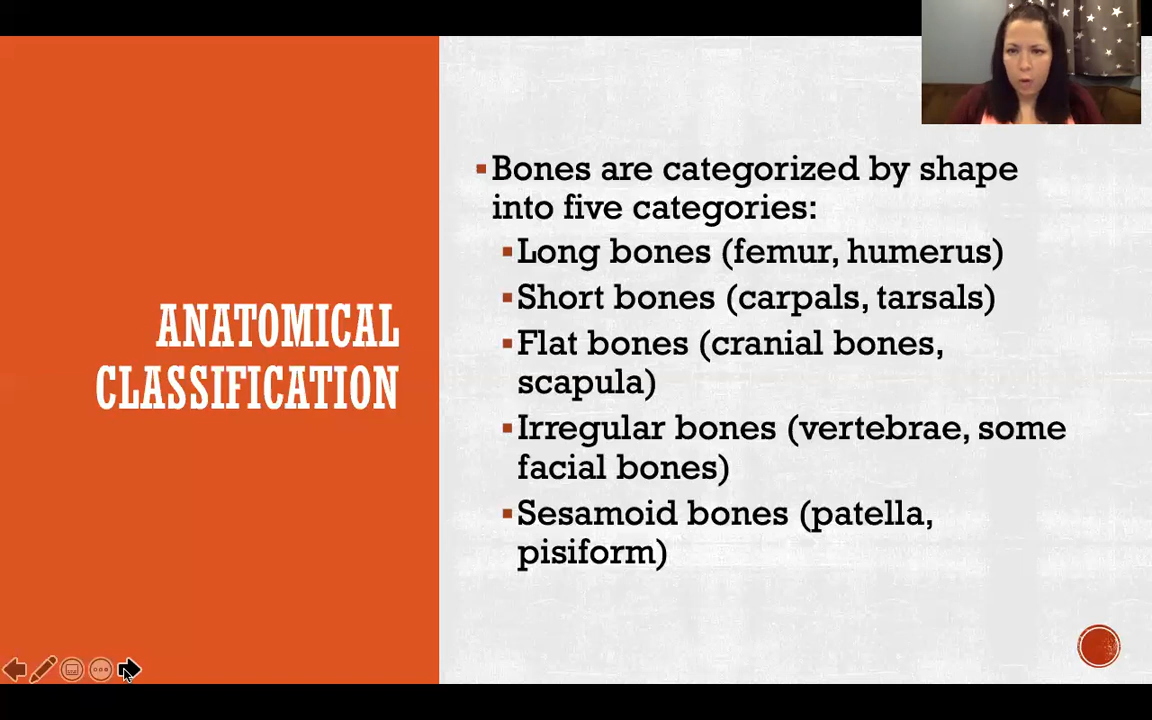 ANATOMICAL
CLASSIFICATION
Bones are categorized by shape
into five categories:
Long bones (femur, humerus)
Short bones (carpals, tarsals)
Flat bones (cranial bones,
scapula)
Irregular bones (vertebrae, some
facial bones)
Sesamoid bones (patella,
pisiform)